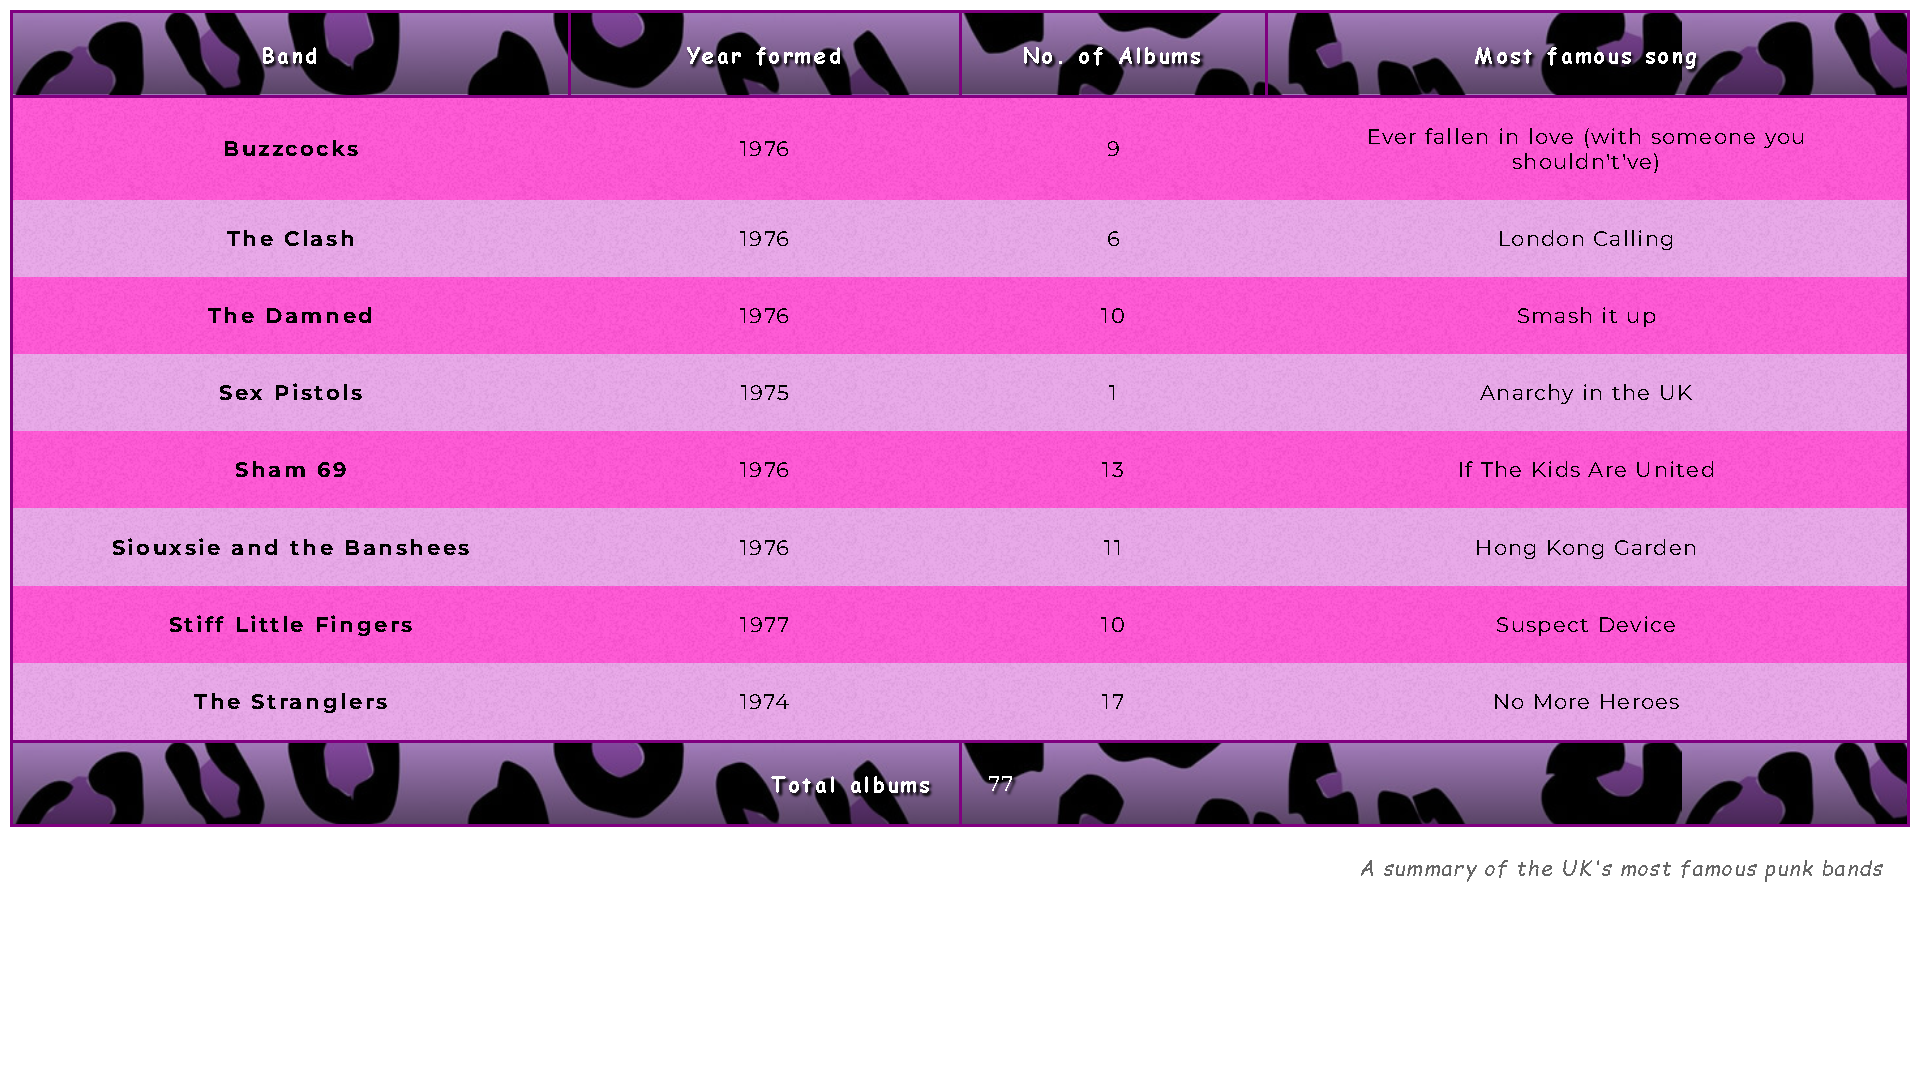 Band Year formed No. of Albums Most famous song
Buzzcocks 1976 9 Ever fallen in love (with someone you
shouldn't've)
The Clash 1976 6 London Calling
The Damned 1976 10 Smash it up
Sex Pistols 1975 1 Anarchy in the UK
Sham 69 1976 13 If The Kids Are United
Siouxsie and the Banshees 1976 11 Hong Kong Garden
Stiff Little Fingers 1977 10 Suspect Device
The Stranglers 1974 17 No More Heroes
Total albums 77
A summary of the UK's most famous punk bands